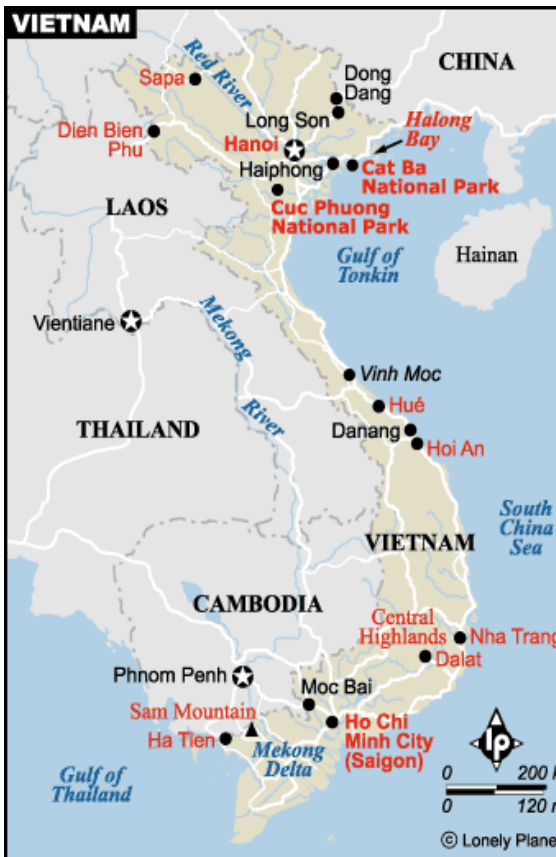 VIETNAM
CHINA
Red River
Sapa
Dong
Dang
Long Son
Halong
Bay
Dien Bien
Phu
Hanoi
Haiphong
Cat Ba
National Park
Cuc Phuong
National Park
LAOS
Gulf of
Tonkin
Hainan
Vientiane
Mekong
River
Vinh Moc
Hué
Danang
Hoi An
THAILAND
South
China
Sea
VIETNAM
CAMBODIA
Central
Highlands
Nha Trang
Dalat
Phnom Penh
Moc Bai
Sam Mountain
Ho Chi
Minh City
(Saigon)
Ha Tien
Mekong
Delta
Gulf of
Thailand
lp
0 200 k
0 120 m
© Lonely Plane